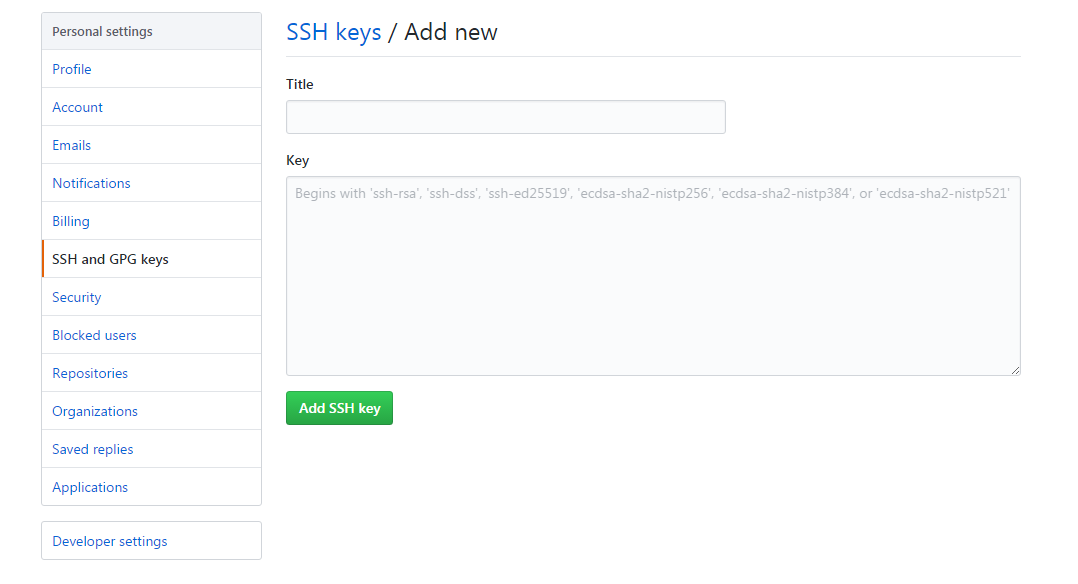 Personal settings
Profile
Account
Emails
Notifications
Billing
SSH and GPG keys
Security
Blocked users
Repositories
Organizations
Saved replies
Applications
Developer settings
SSH keys / Add new
Title
Key
Begins with 'ssh-rsa', 'ssh-dss', 'ssh-ed25519', 'ecdsa-sha2-nistp256', 'ecdsa-sha2-nistp384', or 'ecdsa-sha2-nistp521'
Add SSH key